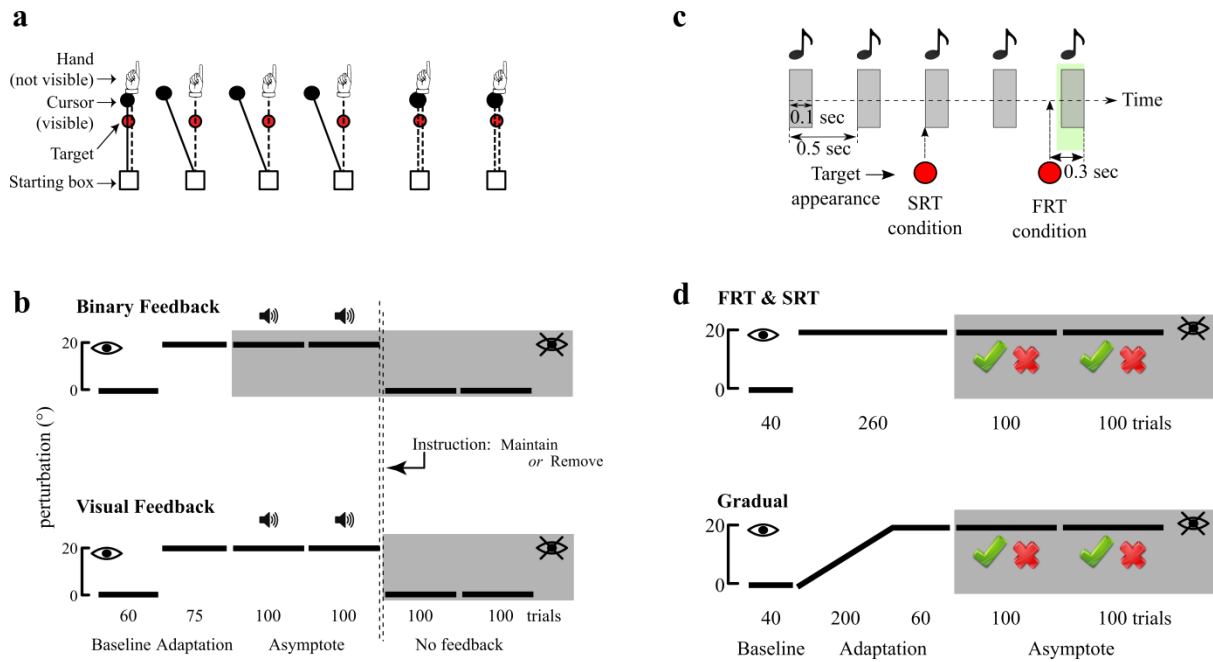 a
Hand
(not visible)
Cursor
(visible)
Target
Starting box
b
Binary Feedback
20
0
perturbation (°)
Instruction: Maintain
or Remove
Visual Feedback
20
0
60 75 100 100 100 100 trials
Baseline Adaptation Asymptote No feedback
c
Time
0.1 sec
0.5 sec
0.3 sec
Target
appearance
SRT
condition
FRT
condition
d
FRT & SRT
20
0
40 260 100 100 trials
Gradual
20
0
40 200 60 100 100 trials
Baseline Adaptation Asymptote